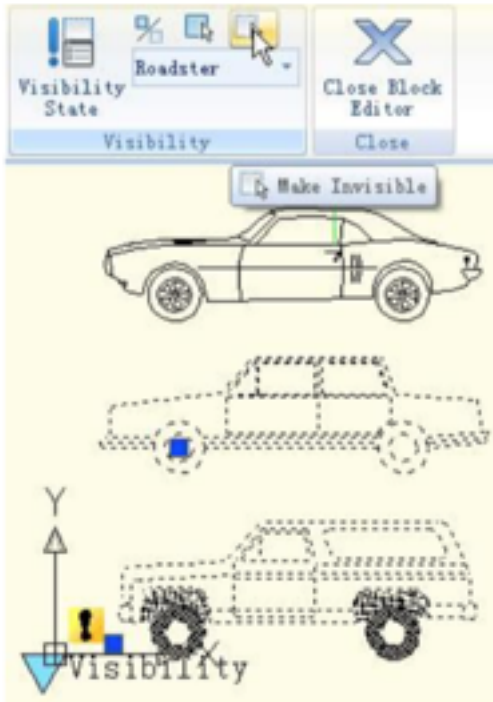 Roadster
Visibility
State
Close Block
Editor
Visibility
Close
Make Invisible
Y
X
Visibility